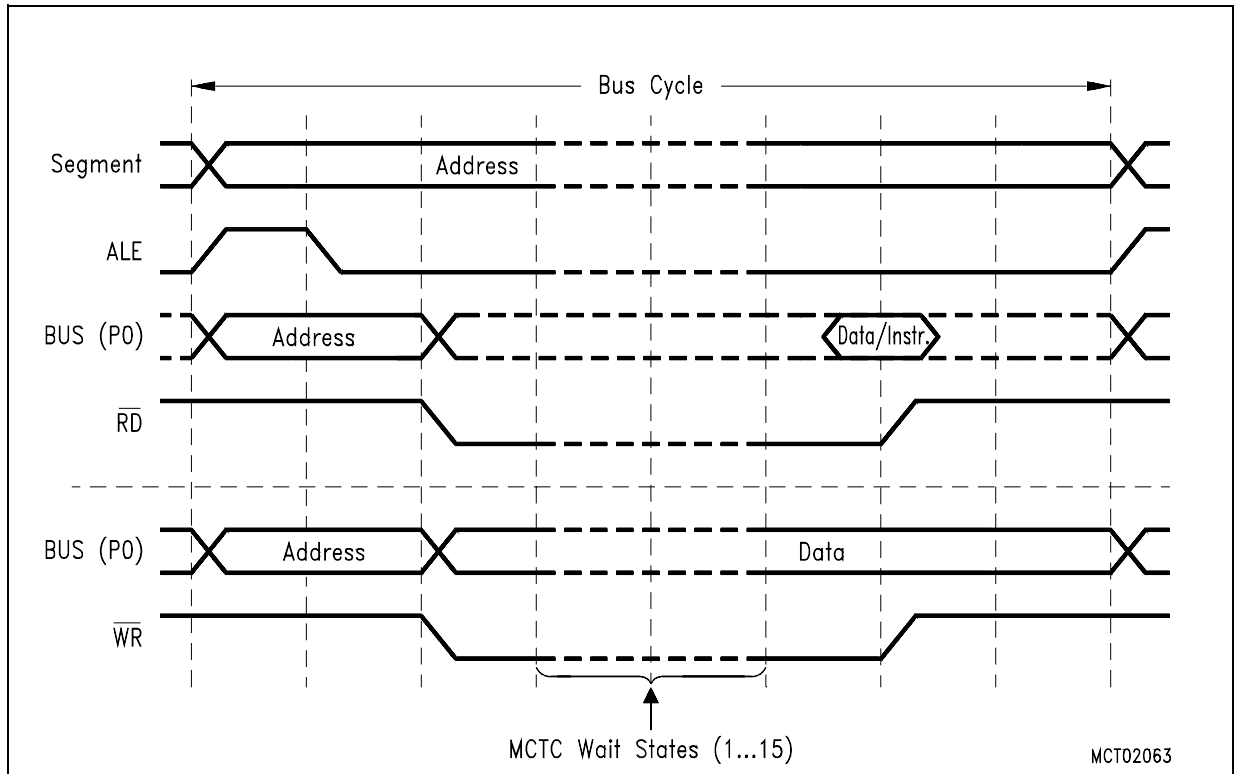 Bus Cycle
Segment
Address
ALE
BUS (P0)
Address
Data/Instr.
RD
BUS (P0)
Address
Data
WR
MCTC Wait States (1...15)
MCT02063